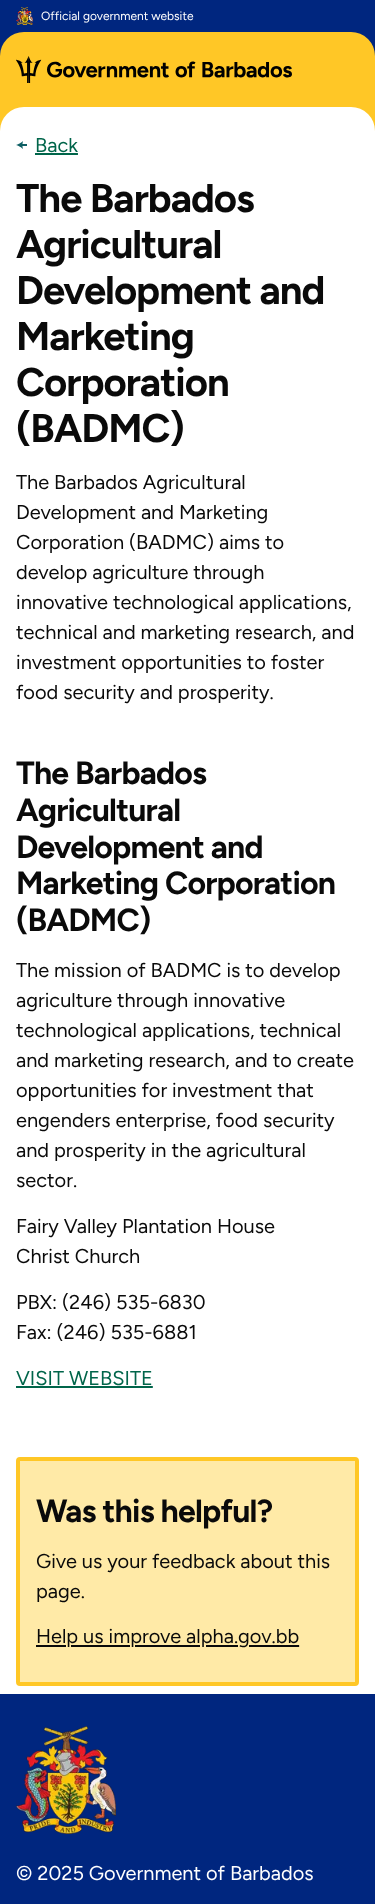 Official government website
Government of Barbados
Back
The Barbados
Agricultural
Development and
Marketing
Corporation
(BADMC)
The Barbados Agricultural
Development and Marketing
Corporation (BADMC) aims to
develop agriculture through
innovative technological applications,
technical and marketing research, and
investment opportunities to foster
food security and prosperity.
The Barbados
Agricultural
Development and
Marketing Corporation
(BADMC)
The mission of BADMC is to develop
agriculture through innovative
technological applications, technical
and marketing research, and to create
opportunities for investment that
engenders enterprise, food security
and prosperity in the agricultural
sector.
Fairy Valley Plantation House
Christ Church
PBX: (246) 535-6830
Fax: (246) 535-6881
VISIT WEBSITE
Was this helpful?
Give us your feedback about this
page.
Help us improve alpha.gov.bb
PRIDE AND INDUSTRY
© 2025 Government of Barbados